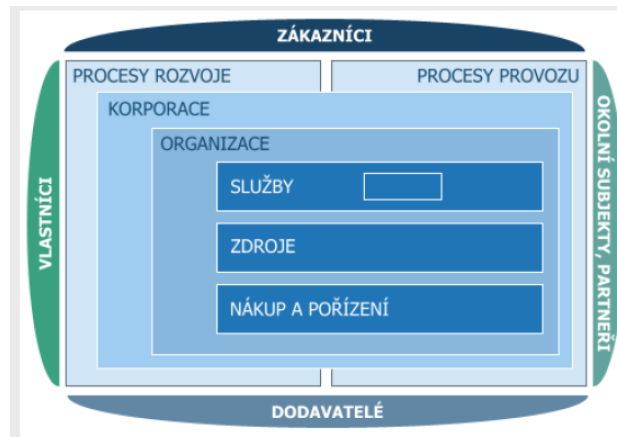 ZÁKAZNÍCI
PROCESY ROZVOJE
PROCESY PROVOZU
KORPORACE
ORGANIZACE
SLUŽBY
ZDROJE
NÁKUP A POŘÍZENÍ
VLASTNÍCI
OKOLNÍ SUBJEKTY, PARTNEŘI
DODAVATELÉ